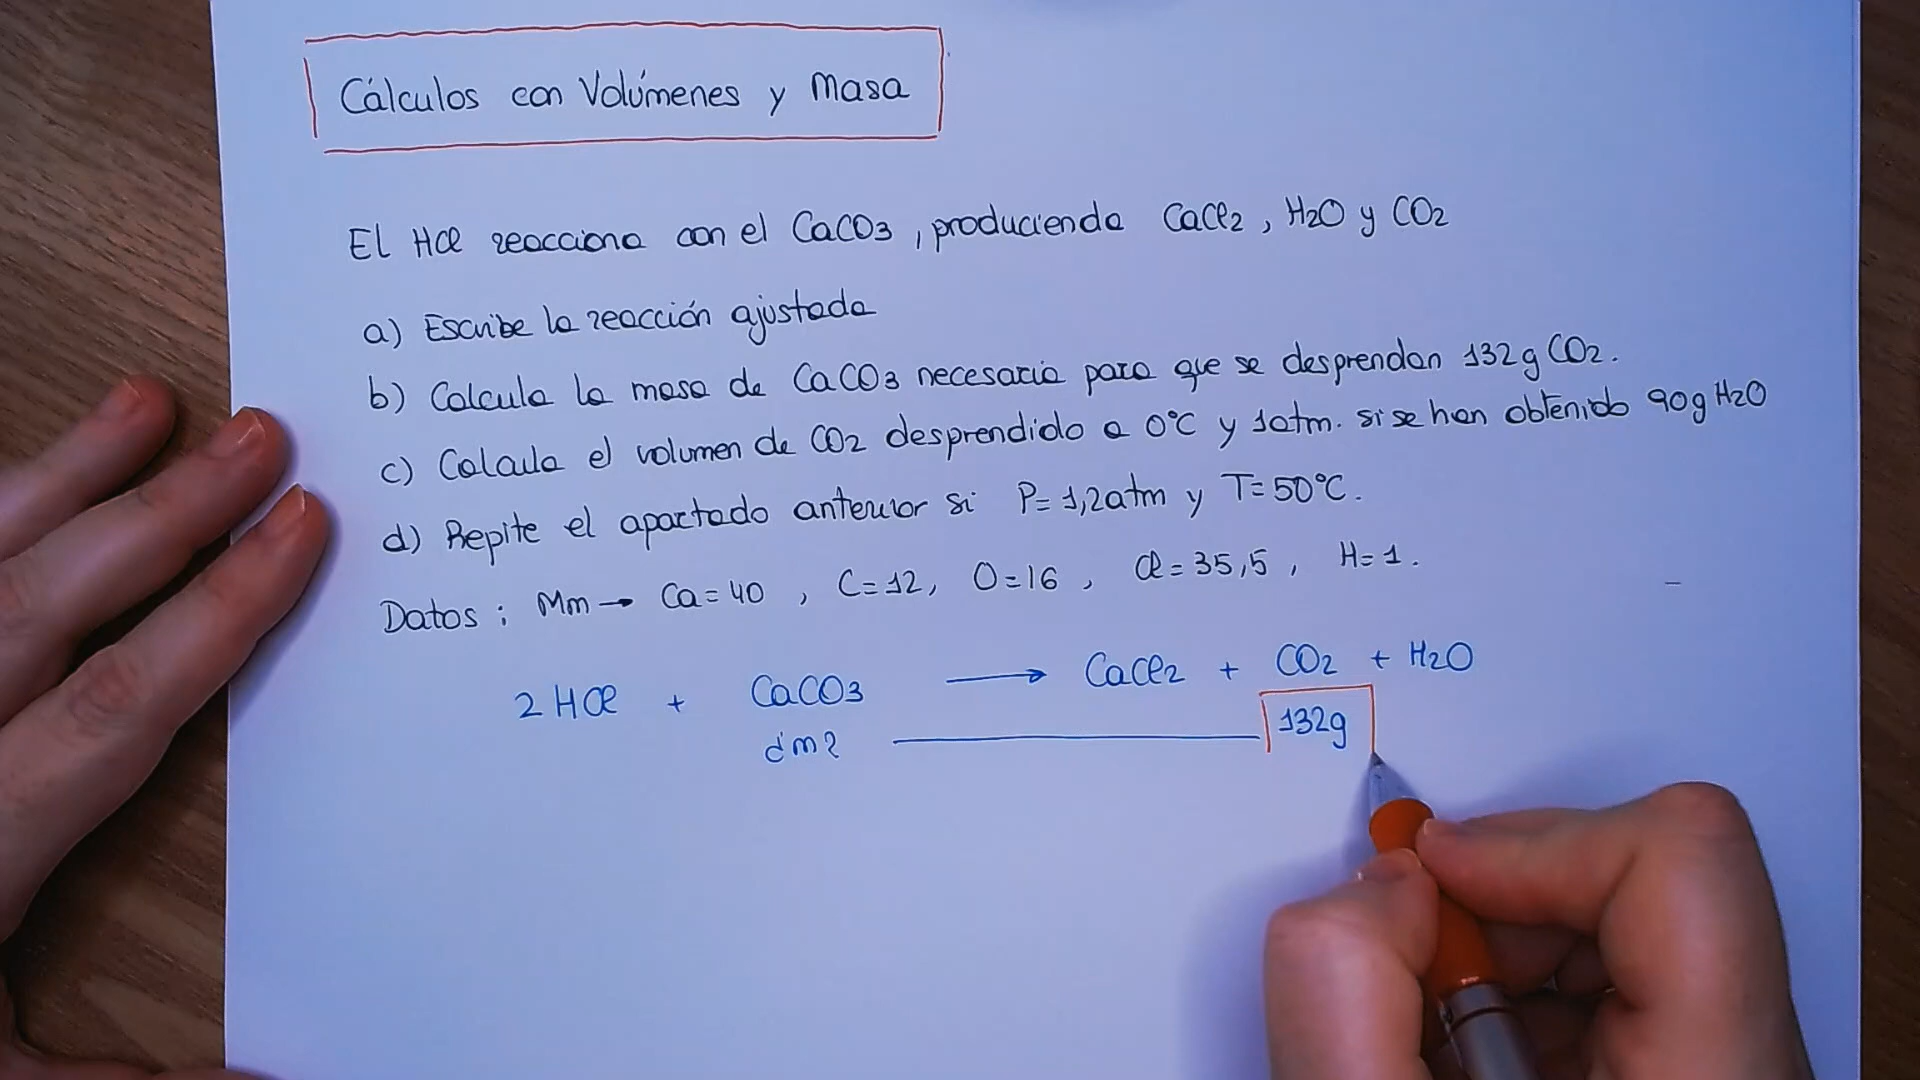 Cálculos con Volúmenes y Masa
El HCl reacciona con el CaCO3, produciendo CaCl2, H2O y CO2
a) Escribe la reacción ajustada
b) Calcula la masa de CaCO3 necesaria para que se desprendan 132g CO2.
c) Calcula el volumen de CO2 desprendido a 0°C y 1atm. si se han obtenido 90g H2O
d) Repite el apartado anterior si P=1,2atm y T=50°C.
Datos: Mm→ Ca=40, C=12, O=16, Cl=35,5, H=1.
2HCl + CaCO3 → CaCl2 + CO2 + H2O
¿m? 132g